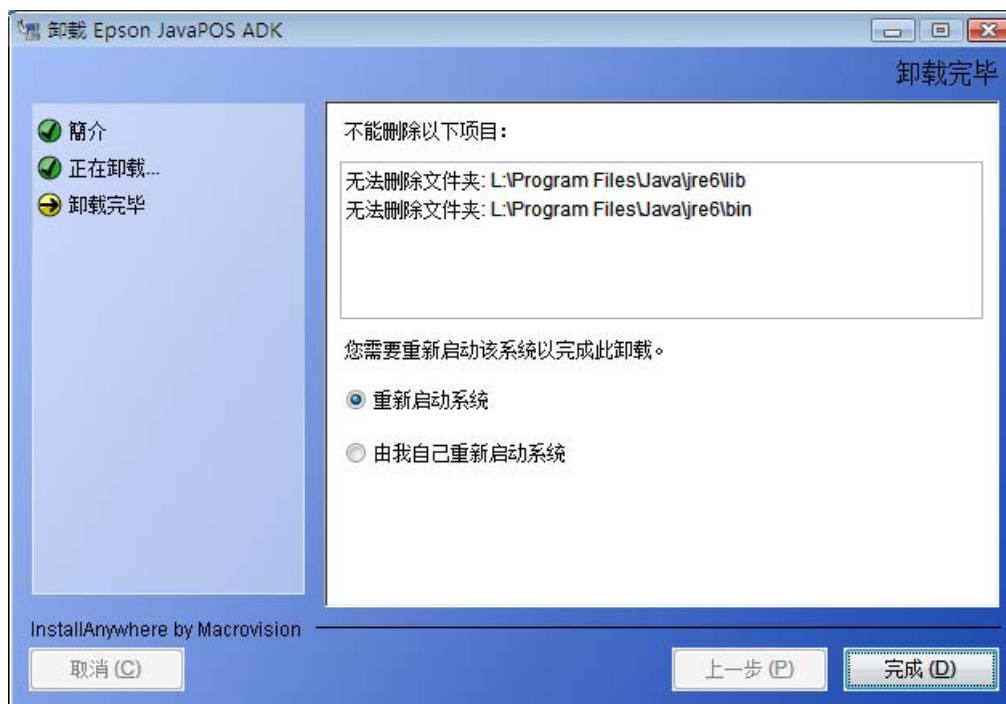 卸载 Epson JavaPOS ADK
卸载完毕
簡介
正在卸载...
卸载完毕
不能删除以下项目：
无法删除文件夹: L:\Program Files\Java\jre6\lib
无法删除文件夹: L:\Program Files\Java\jre6\bin
您需要重新启动该系统以完成此卸载。
重新启动系统
由我自己重新启动系统
InstallAnywhere by Macrovision
取消 (C)
上一步 (P)
完成 (D)